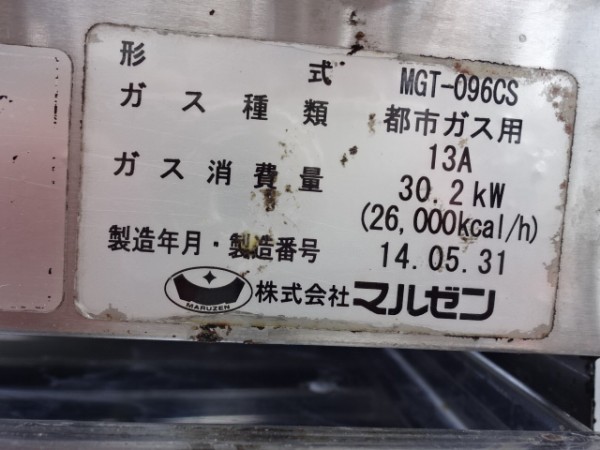 形式 MGT-096CS
ガス種類 都市ガス用
13A
ガス消費量 30.2kW
(26,000kcal/h)
製造年月・製造番号 14.05.31
MARUZEN 株式会社マルゼン